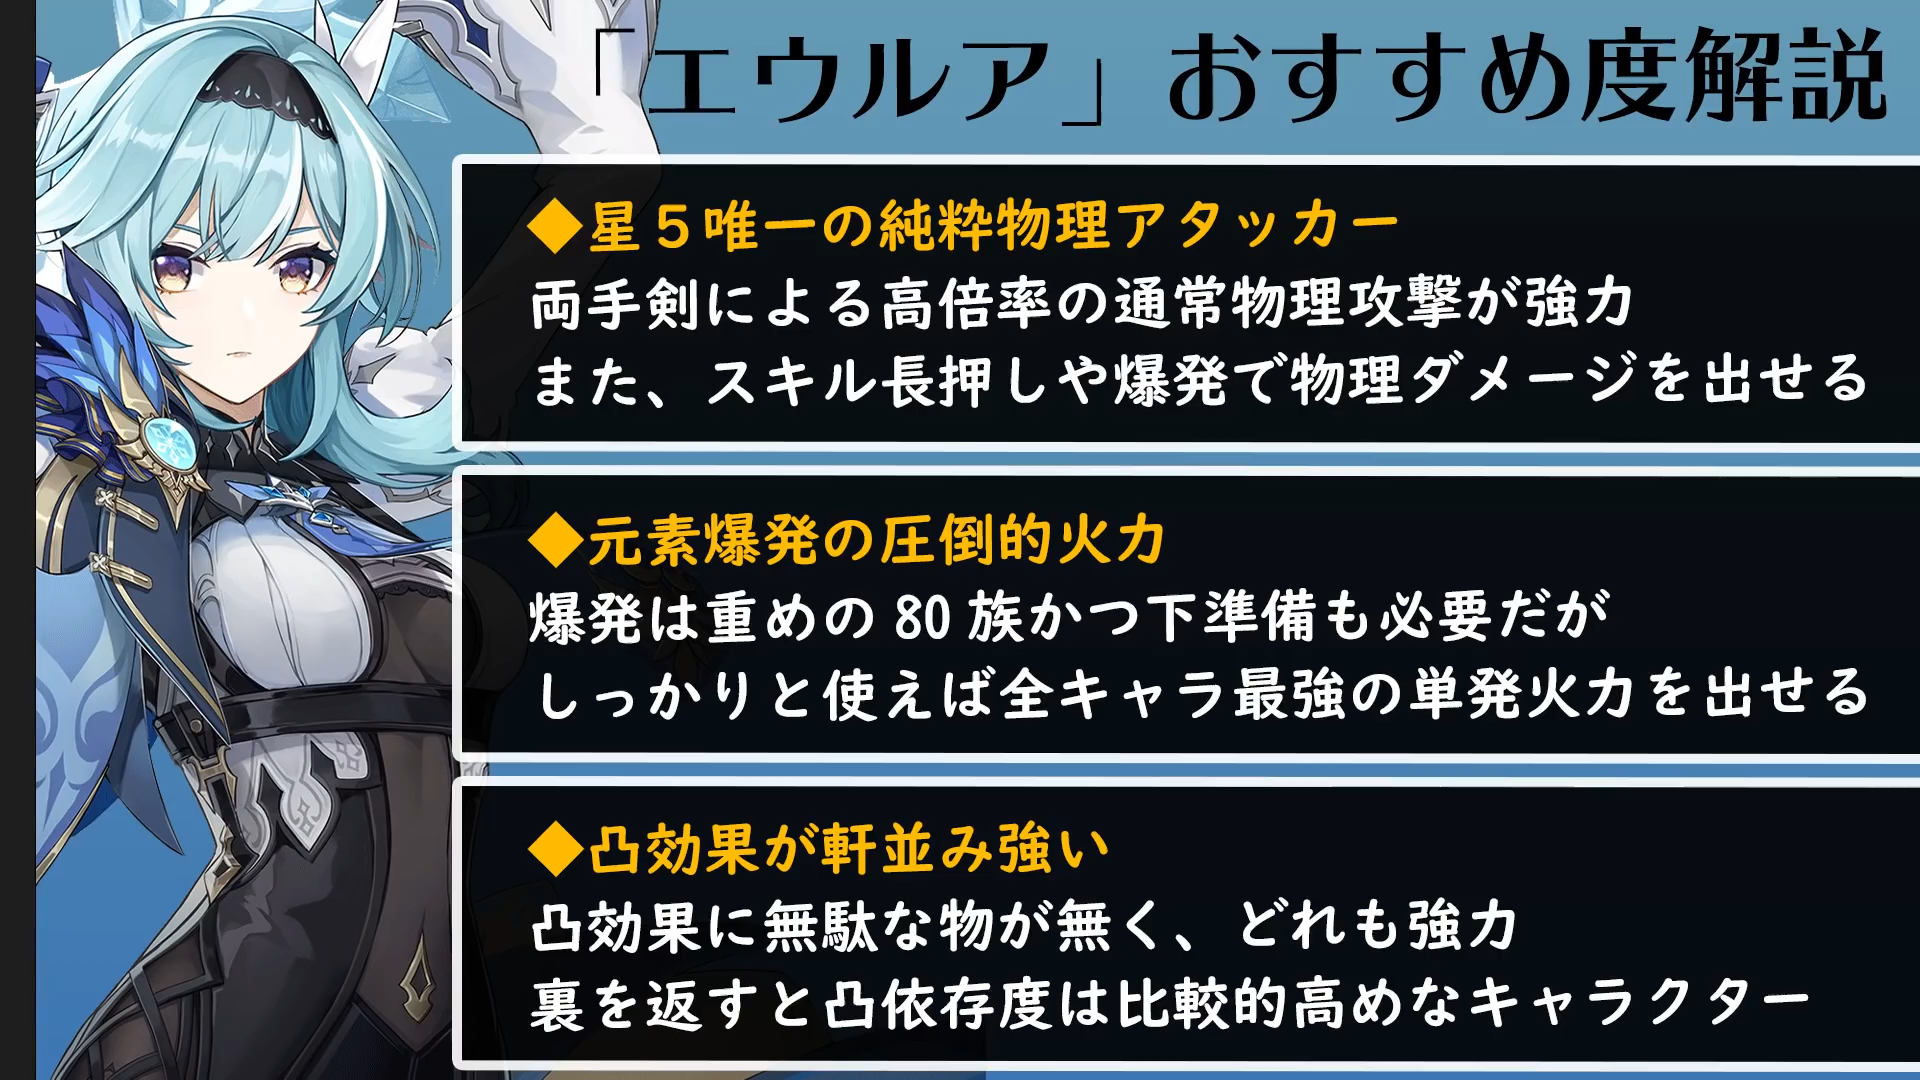 「エウルア」おすすめ度解説
◆星5唯一の純粋物理アタッカー
両手剣による高倍率の通常物理攻撃が強力
また、スキル長押しや爆発で物理ダメージを出せる
◆元素爆発の圧倒的火力
爆発は重めの80族かつ下準備も必要だが
しっかりと使えば全キャラ最強の単発火力を出せる
◆凸効果が軒並み強い
凸効果に無駄な物が無く、どれも強力
裏を返すと凸依存度は比較的高めなキャラクター